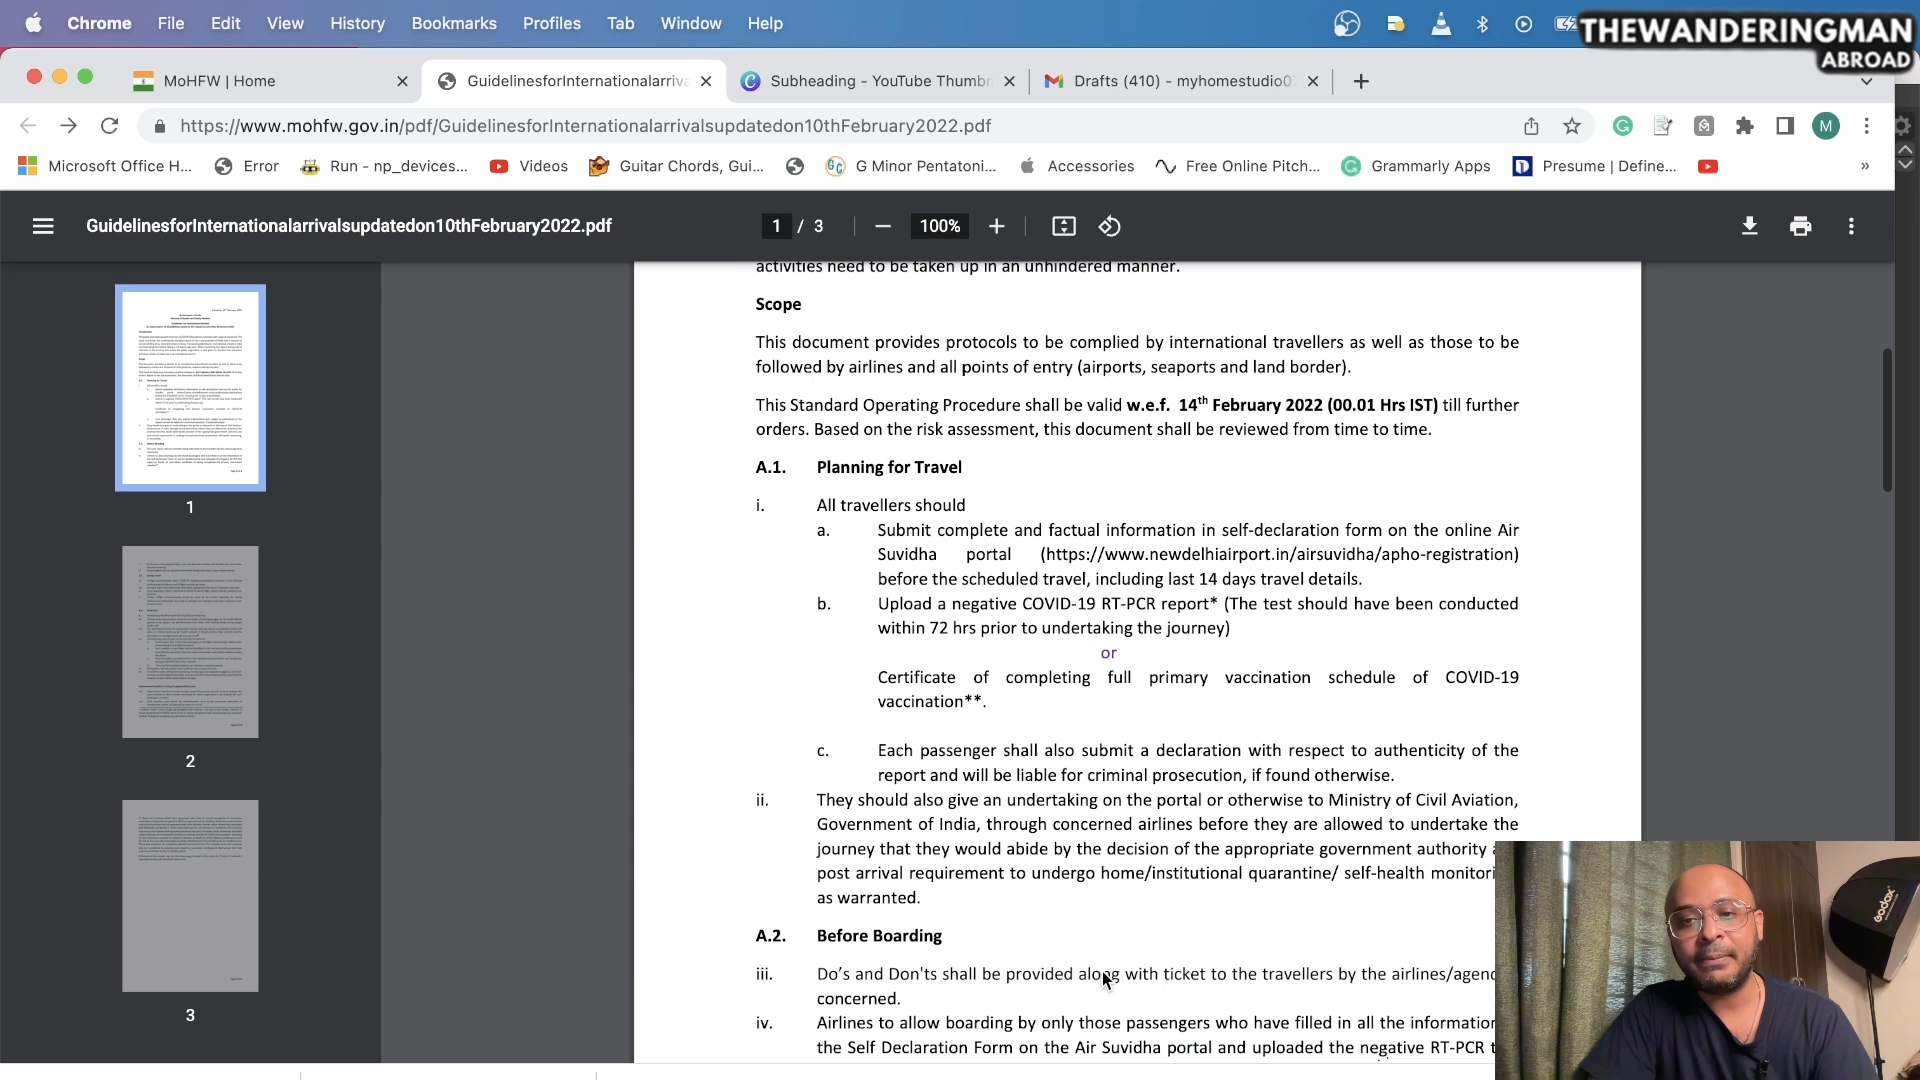 Chrome File Edit View History Bookmarks Profiles Tab Window Help
THEWANDERINGMAN
ABROAD
MoHFW | Home
GuidelinesforInternationalarriva
Subheading - YouTube Thumb
Drafts (410) - myhomestudio0
https://www.mohfw.gov.in/pdf/GuidelinesforInternationalarrivalsupdatedon10thFebruary2022.pdf
M
Microsoft Office H... Error Run - np_devices... Videos Guitar Chords, Gui... G Minor Pentatoni... Accessories Free Online Pitch... Grammarly Apps Presume | Define... »
GuidelinesforInternationalarrivalsupdatedon10thFebruary2022.pdf
1 / 3
100%
1
2
3
activities need to be taken up in an unhindered manner.
Scope
This document provides protocols to be complied by international travellers as well as those to be
followed by airlines and all points of entry (airports, seaports and land border).
This Standard Operating Procedure shall be valid w.e.f. 14th February 2022 (00.01 Hrs IST) till further
orders. Based on the risk assessment, this document shall be reviewed from time to time.
A.1. Planning for Travel
i. All travellers should
a. Submit complete and factual information in self-declaration form on the online Air
Suvidha portal (https://www.newdelhiairport.in/airsuvidha/apho-registration)
before the scheduled travel, including last 14 days travel details.
b. Upload a negative COVID-19 RT-PCR report* (The test should have been conducted
within 72 hrs prior to undertaking the journey)
or
Certificate of completing full primary vaccination schedule of COVID-19
vaccination**.
c. Each passenger shall also submit a declaration with respect to authenticity of the
report and will be liable for criminal prosecution, if found otherwise.
ii. They should also give an undertaking on the portal or otherwise to Ministry of Civil Aviation,
Government of India, through concerned airlines before they are allowed to undertake the
journey that they would abide by the decision of the appropriate government authority
post arrival requirement to undergo home/institutional quarantine/ self-health monitori
as warranted.
A.2. Before Boarding
iii. Do's and Don'ts shall be provided along with ticket to the travellers by the airlines/agenc
concerned.
iv. Airlines to allow boarding by only those passengers who have filled in all the information
the Self Declaration Form on the Air Suvidha portal and uploaded the negative RT-PCR
Godox